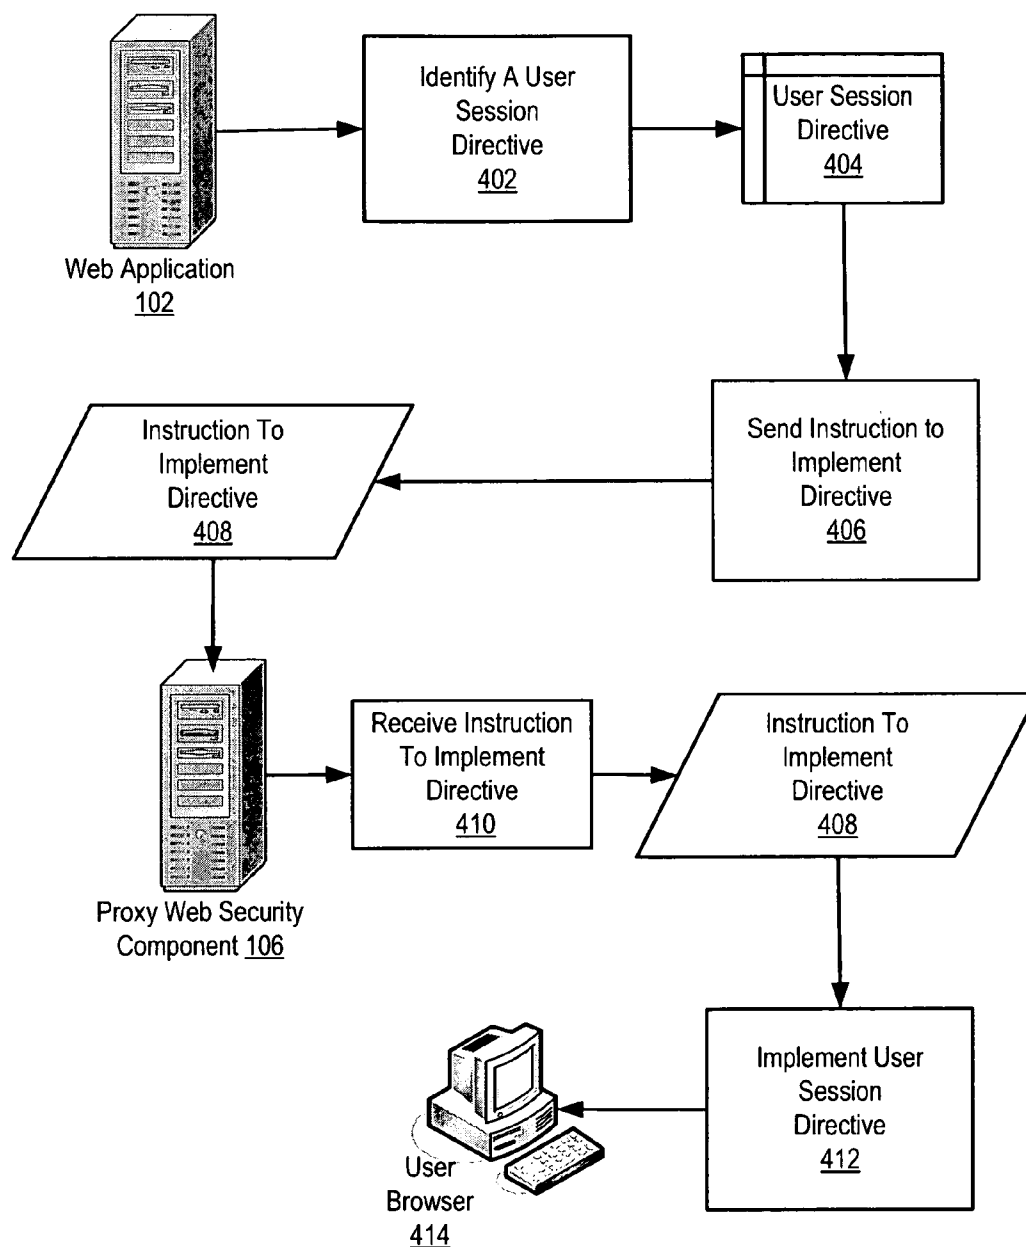 Identify A User
Session
Directive
402
User Session
Directive
404
Web Application
102
Instruction To
Implement
Directive
408
Send Instruction to
Implement
Directive
406
Receive Instruction
To Implement
Directive
410
Instruction To
Implement
Directive
408
Proxy Web Security
Component 106
Implement User
Session
Directive
412
User
Browser
414